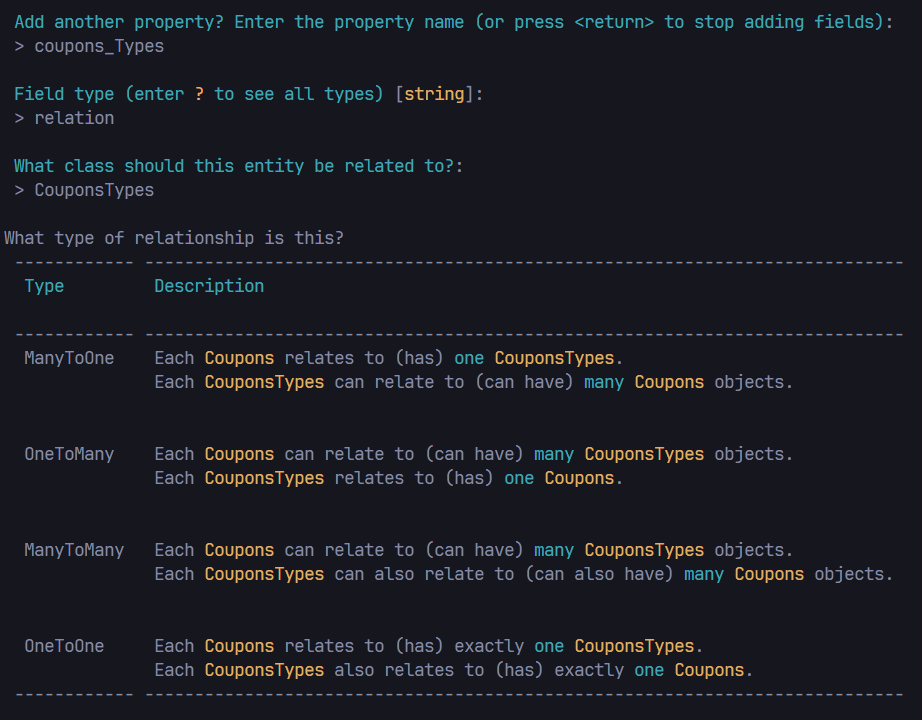 Add another property? Enter the property name (or press <return> to stop adding fields):
> coupons_Types
Field type (enter ? to see all types) [string]:
> relation
What class should this entity be related to?:
> CouponsTypes
What type of relationship is this?
------------ ----------------------------------------------------------------------------
Type Description
------------ ----------------------------------------------------------------------------
ManyToOne Each Coupons relates to (has) one CouponsTypes.
Each CouponsTypes can relate to (can have) many Coupons objects.
OneToMany Each Coupons can relate to (can have) many CouponsTypes objects.
Each CouponsTypes relates to (has) one Coupons.
ManyToMany Each Coupons can relate to (can have) many CouponsTypes objects.
Each CouponsTypes can also relate to (can also have) many Coupons objects.
OneToOne Each Coupons relates to (has) exactly one CouponsTypes.
Each CouponsTypes also relates to (has) exactly one Coupons.
------------ ----------------------------------------------------------------------------